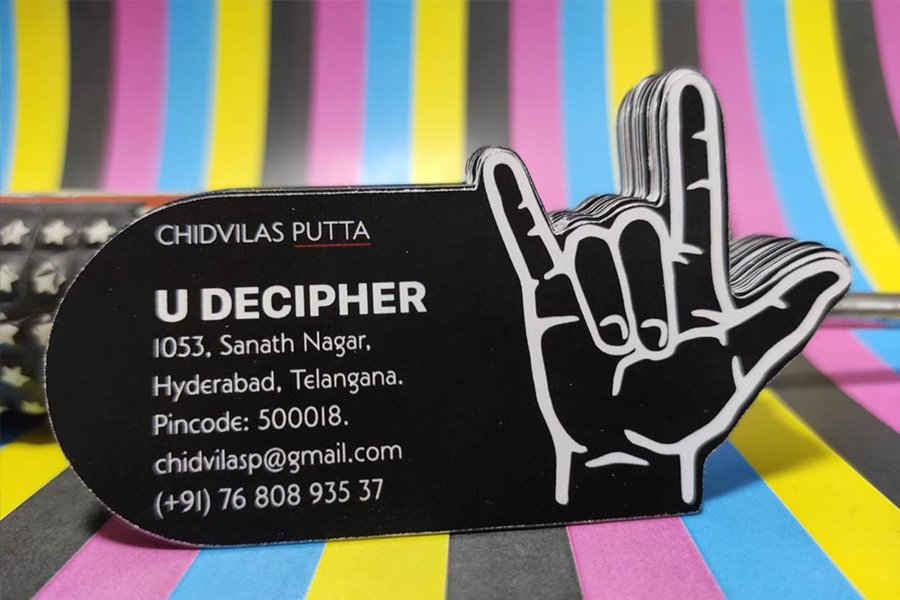 CHIDVILAS PUTTA
U DECIPHER
1053, Sanath Nagar,
Hyderabad, Telangana.
Pincode: 500018.
chidvilasp@gmail.com
(+91) 76 808 935 37